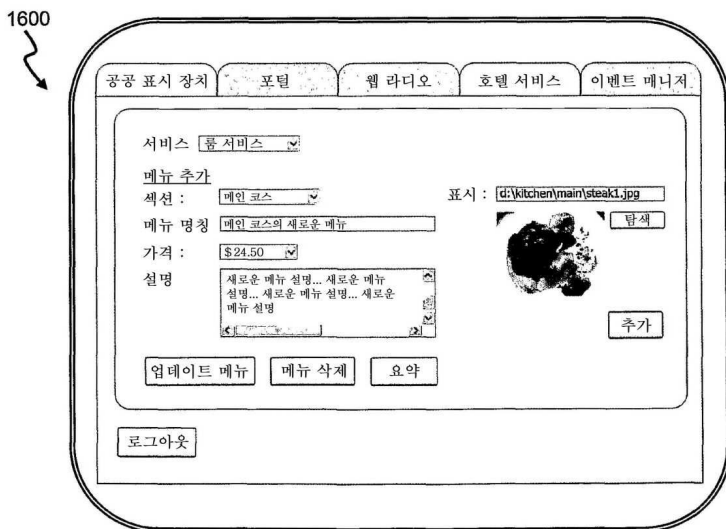 1600
공공 표시 장치 포털 웹 라디오 호텔 서비스 이벤트 매니저
서비스 룸 서비스
메뉴 추가
섹션 : 메인 코스 표시 : d:\kitchen\main\steak1.jpg
메뉴 명칭 메인 코스의 새로운 메뉴 탐색
가격 : $24.50
설명 새로운 메뉴 설명... 새로운 메뉴
설명... 새로운 메뉴 설명... 새로운
메뉴 설명
추가
업데이트 메뉴 메뉴 삭제 요약
로그아웃